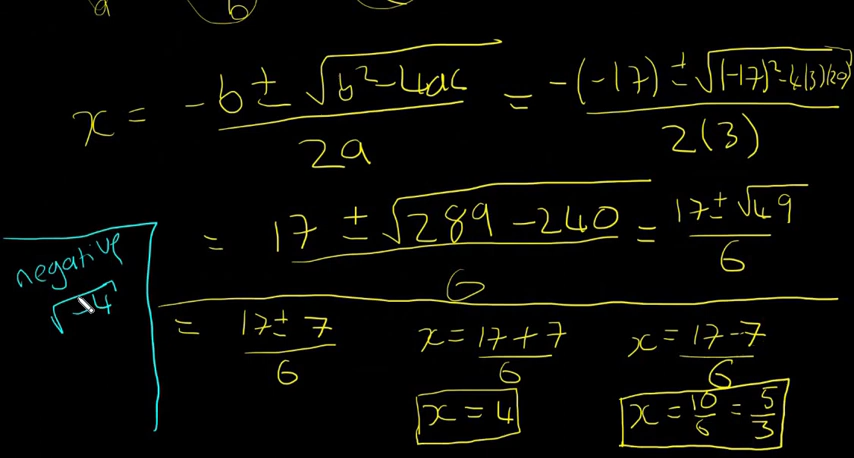 a b
x = -b ± √(b² - 4ac) / 2a = -(-17) ± √((-17)² - 4(3)(20)) / 2(3)
= 17 ± √(289 - 240) / 6 = 17 ± √49 / 6
negative
√-4
= 17 ± 7 / 6 x = 17 + 7 / 6 x = 17 - 7 / 6
x = 4 x = 10/6 = 5/3